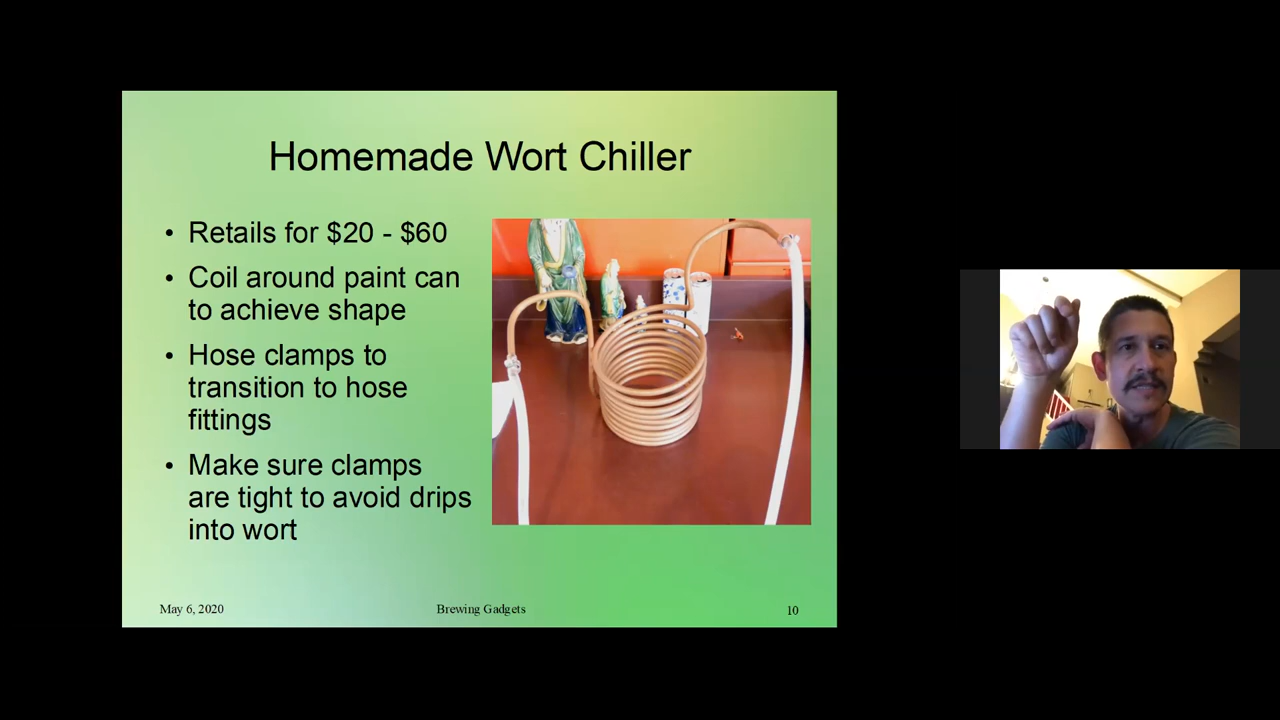 Homemade Wort Chiller
• Retails for $20 - $60
• Coil around paint can
to achieve shape
• Hose clamps to
transition to hose
fittings
• Make sure clamps
are tight to avoid drips
into wort
May 6, 2020
Brewing Gadgets
10